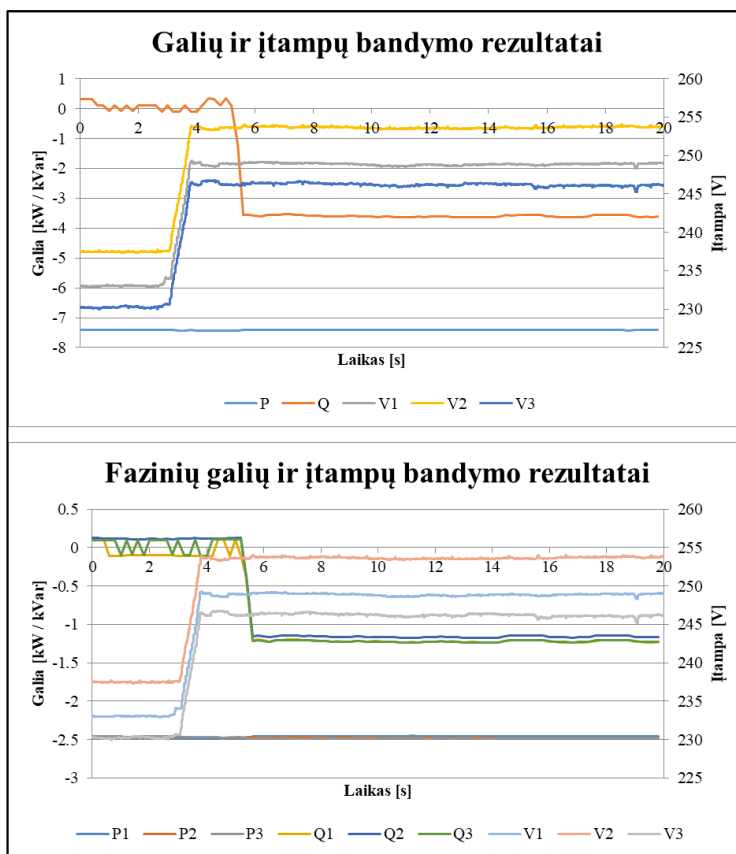 Galių ir įtampų bandymo rezultatai
1
0
-1
-2
-3
-4
-5
-6
-7
-8
Galia [kW / kVar]
0 2 4 6 8 10 12 14 16 18 20
260
255
250
245
240
235
230
225
Įtampa [V]
Laikas [s]
P Q V1 V2 V3
Fazinių galių ir įtampų bandymo rezultatai
0.5
0
-0.5
-1
-1.5
-2
-2.5
-3
Galia [kW / kVar]
0 2 4 6 8 10 12 14 16 18 20
260
255
250
245
240
235
230
225
Įtampa [V]
Laikas [s]
P1 P2 P3 Q1 Q2 Q3 V1 V2 V3